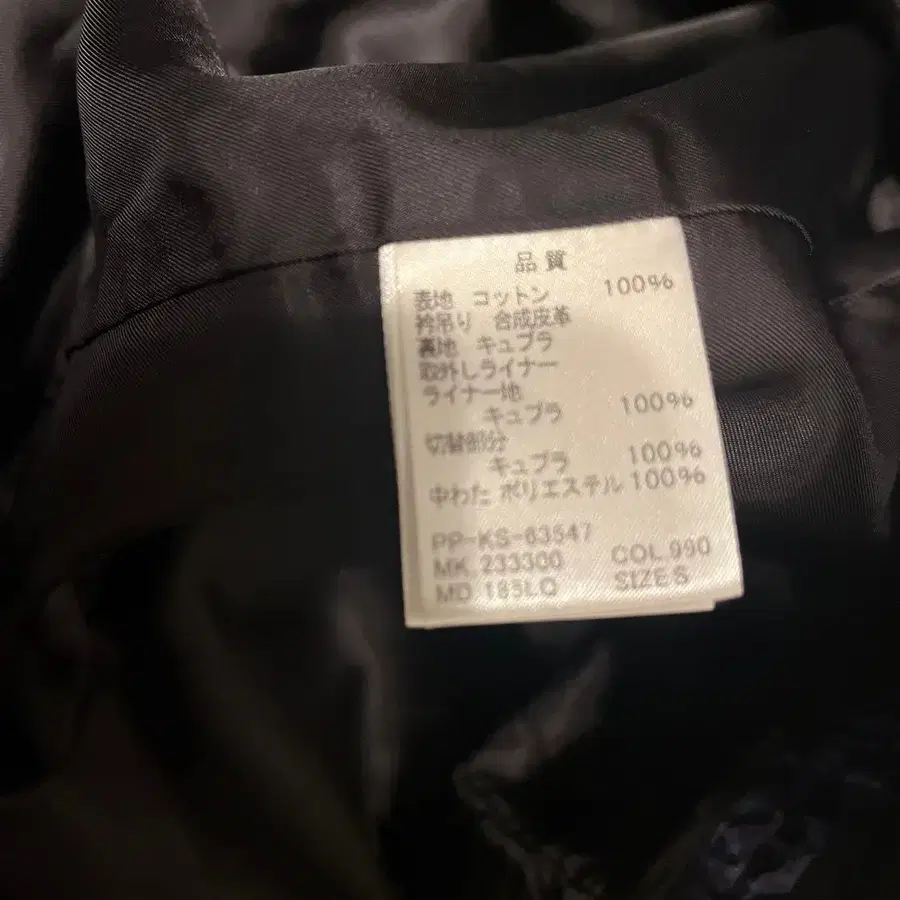 品質
表地 コットン 100%
衿吊り 合成皮革
裏地 キュプラ
取外しライナー
ライナー地
キュプラ 100%
切替部分
キュプラ 100%
中わた ポリエステル 100%
PP-KS-63547
MK.233300 COL.990
MD.185LQ SIZE S